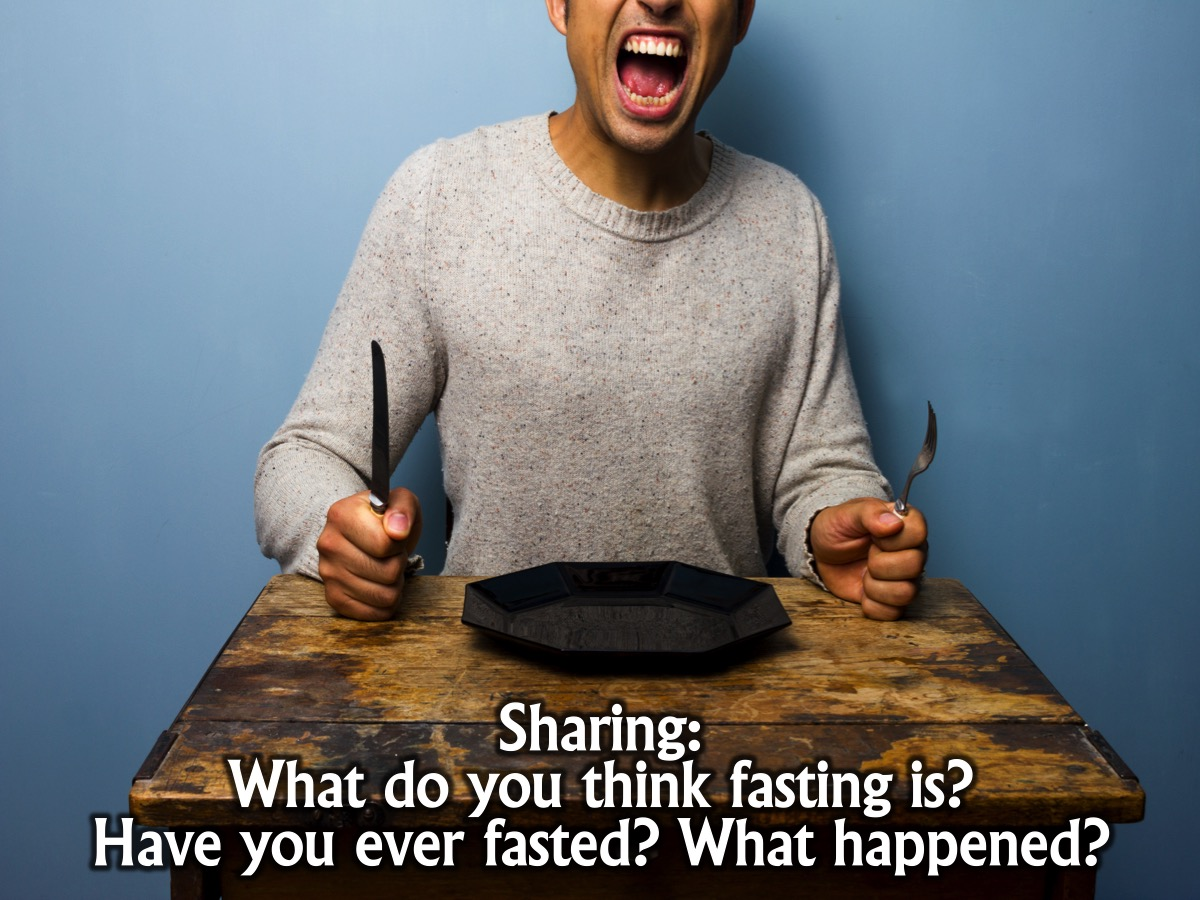 Sharing:
What do you think fasting is?
Have you ever fasted? What happened?